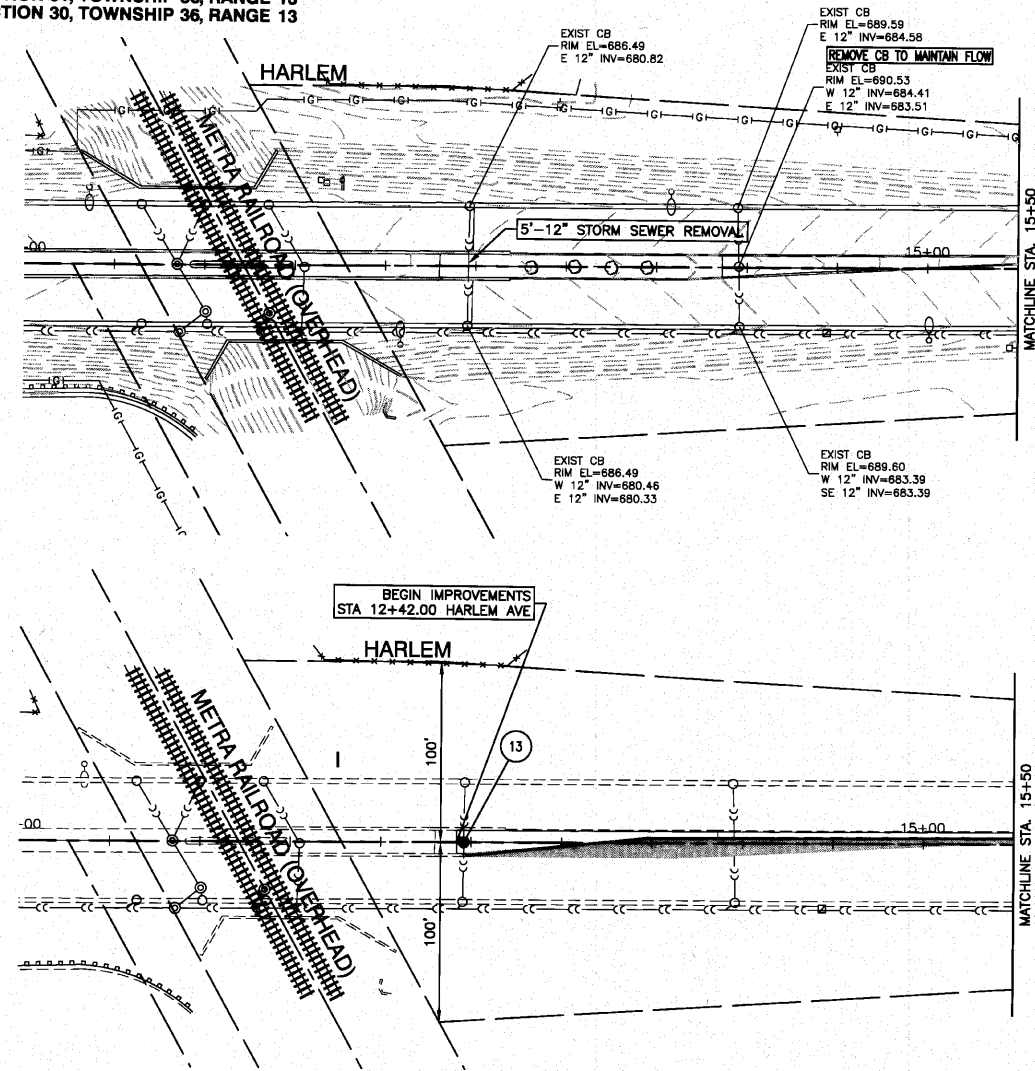 TION 30, TOWNSHIP 36, RANGE 13
EXIST CB
RIM EL=686.49
E 12" INV=680.82
EXIST CB
RIM EL=689.59
E 12" INV=684.58
REMOVE CB TO MAINTAIN FLOW
EXIST CB
RIM EL=690.53
W 12" INV=684.41
E 12" INV=683.51
HARLEM
METRA RAILROAD (OVERHEAD)
5'-12" STORM SEWER REMOVAL
-00
15+00
MATCHLINE STA. 15+50
EXIST CB
RIM EL=686.49
W 12" INV=680.46
E 12" INV=680.33
EXIST CB
RIM EL=689.60
W 12" INV=683.39
SE 12" INV=683.39
BEGIN IMPROVEMENTS
STA 12+42.00 HARLEM AVE
HARLEM
METRA RAILROAD (OVERHEAD)
100'
13
-00
15+00
100'
MATCHLINE STA. 15+50